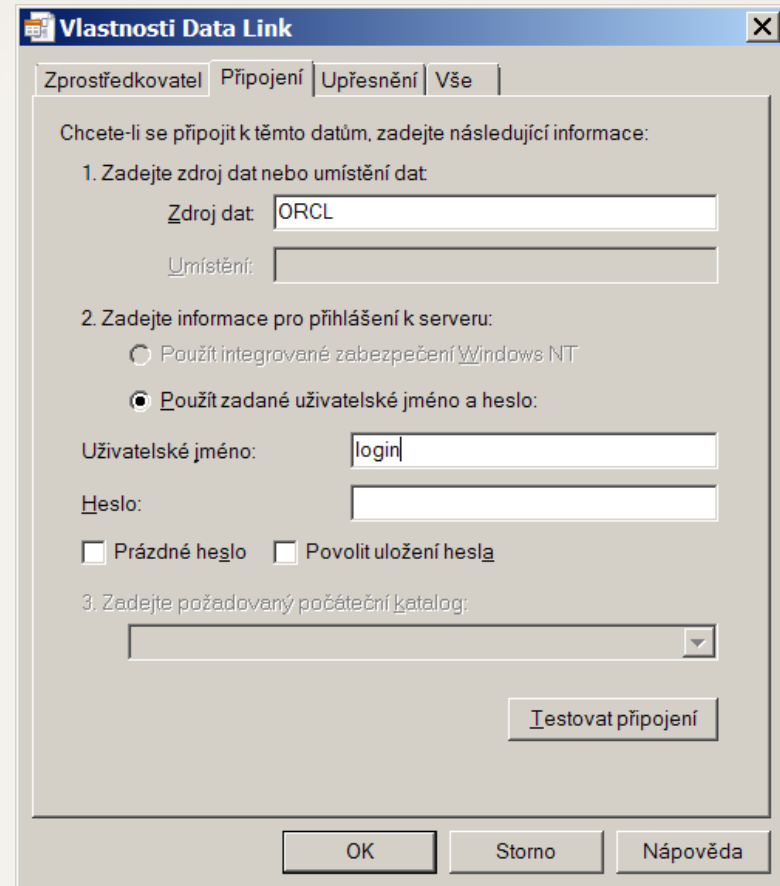 Vlastnosti Data Link
Zprostředkovatel Připojení Upřesnění Vše
Chcete-li se připojit k těmto datům, zadejte následující informace:
1. Zadejte zdroj dat nebo umístění dat:
Zdroj dat: ORCL
Umístění:
2. Zadejte informace pro přihlášení k serveru:
Použít integrované zabezpečení Windows NT
Použít zadané uživatelské jméno a heslo:
Uživatelské jméno: login
Heslo:
Prázdné heslo Povolit uložení hesla
3. Zadejte požadovaný počáteční katalog:
Testovat připojení
OK Storno Nápověda